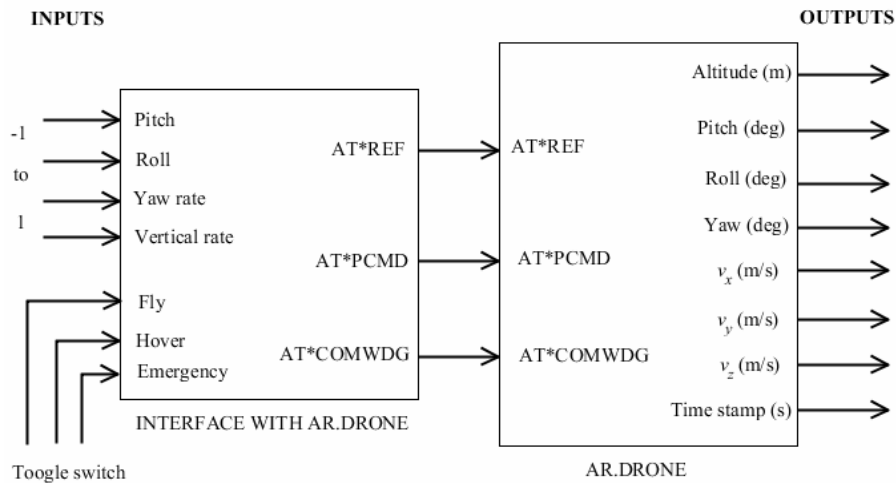 INPUTS
OUTPUTS
-1
to
1
Pitch
Roll
Yaw rate
Vertical rate
Fly
Hover
Emergency
AT*REF
AT*PCMD
AT*COMWDG
INTERFACE WITH AR.DRONE
Toogle switch
AT*REF
AT*PCMD
AT*COMWDG
Altitude (m)
Pitch (deg)
Roll (deg)
Yaw (deg)
vx (m/s)
vy (m/s)
vz (m/s)
Time stamp (s)
AR.DRONE